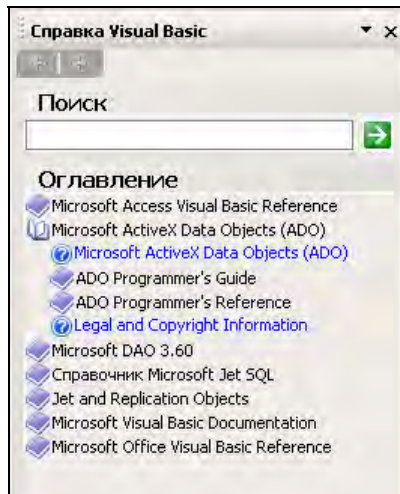 Справка Visual Basic
Поиск
Оглавление
Microsoft Access Visual Basic Reference
Microsoft ActiveX Data Objects (ADO)
Microsoft ActiveX Data Objects (ADO)
ADO Programmer's Guide
ADO Programmer's Reference
Legal and Copyright Information
Microsoft DAO 3.60
Справочник Microsoft Jet SQL
Jet and Replication Objects
Microsoft Visual Basic Documentation
Microsoft Office Visual Basic Reference